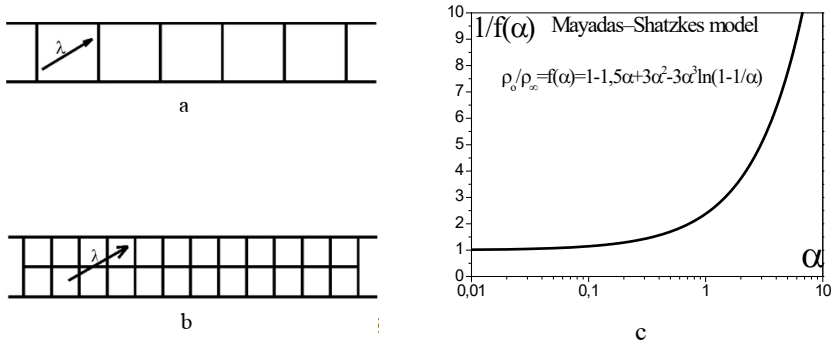 λ
a
λ
b
1/f(α) Mayadas–Shatzkes model
ρ₀/ρ∞=f(α)=1-1,5α+3α²-3α³ln(1-1/α)
10
9
8
7
6
5
4
3
2
1
0
0,01 0,1 1 10
α
c